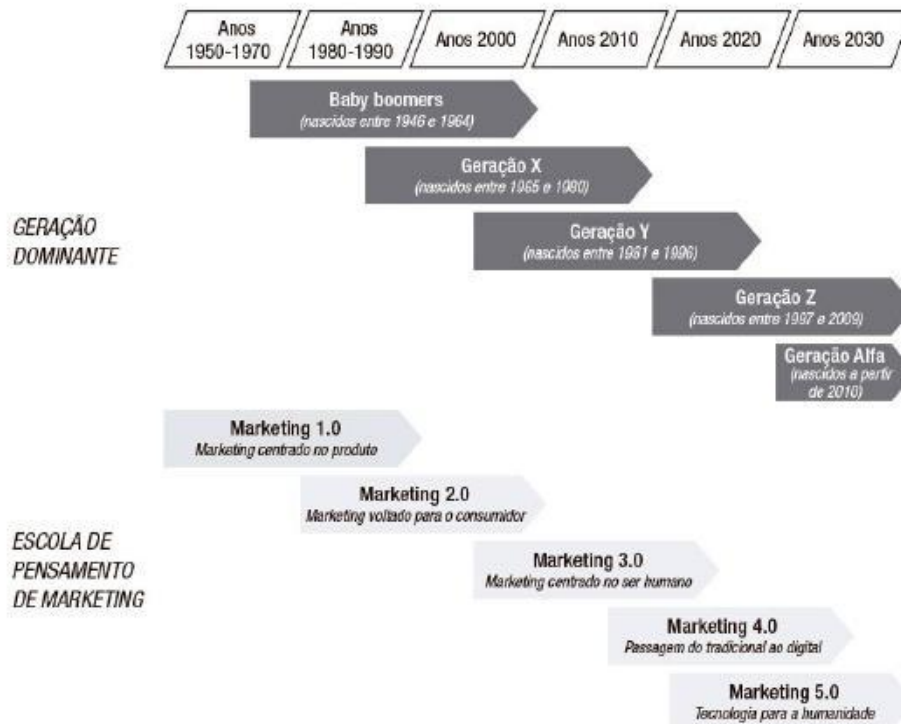 Anos
1950-1970
Anos
1980-1990
Anos 2000
Anos 2010
Anos 2020
Anos 2030
GERAÇÃO
DOMINANTE
Baby boomers
(nascidos entre 1946 e 1964)
Geração X
(nascidos entre 1965 e 1980)
Geração Y
(nascidos entre 1981 e 1996)
Geração Z
(nascidos entre 1997 e 2009)
Geração Alfa
(nascidos a partir
de 2010)
ESCOLA DE
PENSAMENTO
DE MARKETING
Marketing 1.0
Marketing centrado no produto
Marketing 2.0
Marketing voltado para o consumidor
Marketing 3.0
Marketing centrado no ser humano
Marketing 4.0
Passagem do tradicional ao digital
Marketing 5.0
Tecnologia para a humanidade